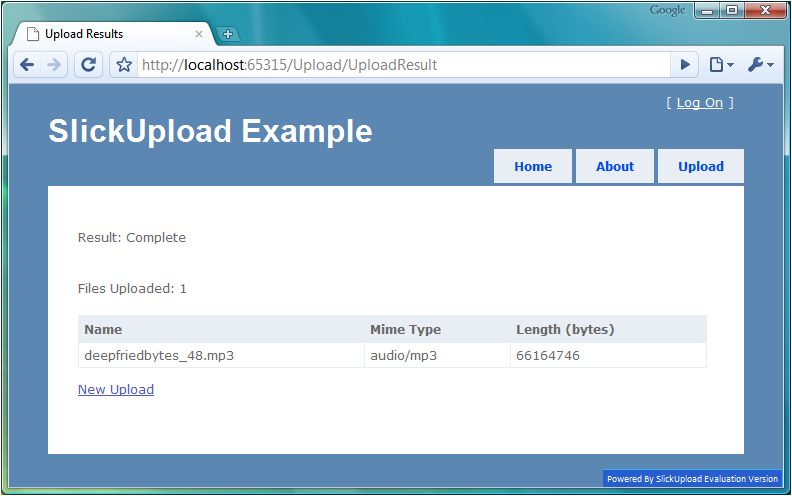 Google
Upload Results
http://localhost:65315/Upload/UploadResult
[ Log On ]
SlickUpload Example
Home About Upload
Result: Complete
Files Uploaded: 1
Name Mime Type Length (bytes)
deepfriedbytes_48.mp3 audio/mp3 66164746
New Upload
Powered By SlickUpload Evaluation Version